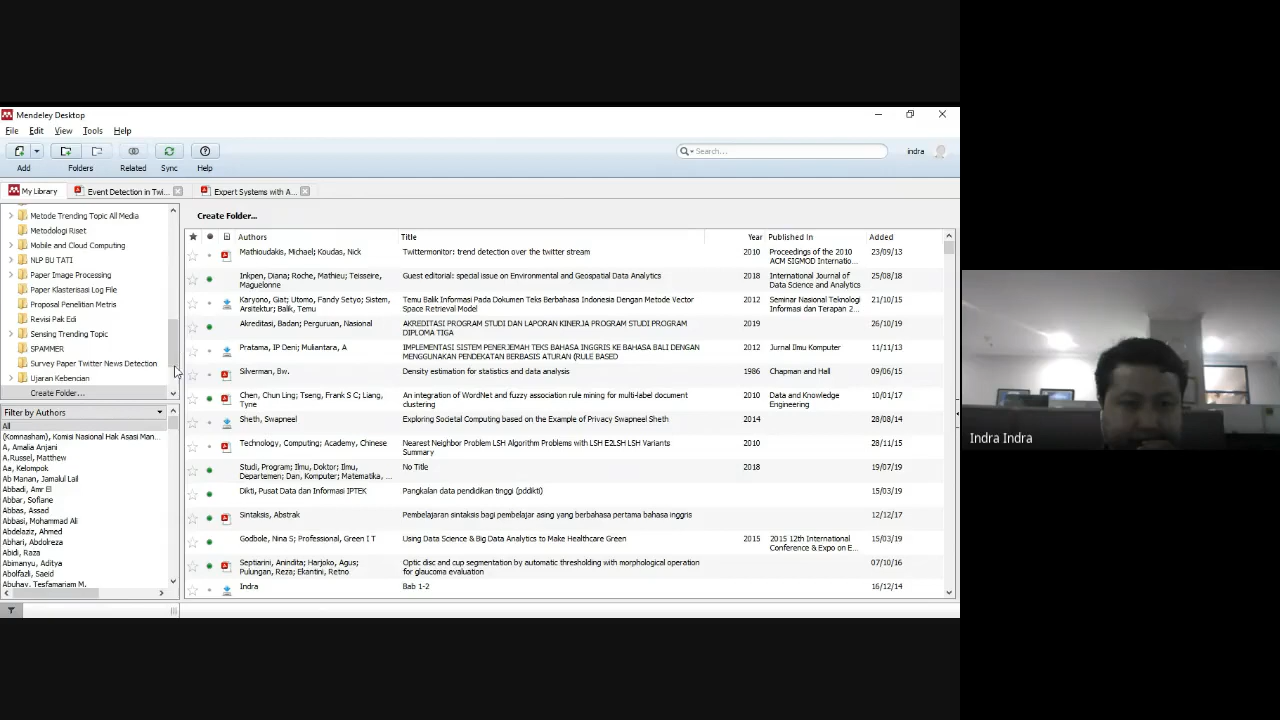 Mendeley Desktop
File Edit View Tools Help
Add Folders Related Sync Help
Search... indra
My Library Event Detection in Twi... Expert Systems with A...
Metode Trending Topic All Media
Metodologi Riset
Mobile and Cloud Computing
NLP BU TATI
Paper Image Processing
Paper Klasterisasi Log File
Proposal Penelitian Metris
Revisi Pak Edi
Sensing Trending Topic
SPAMMER
Survey Paper Twitter News Detection
Ujaran Kebencian
Create Folder...
Filter by Authors
All
(Komnasham), Komisi Nasional Hak Asasi Man...
A, Amalia Anjani
A.Russel, Matthew
Aa, Kelompok
Ab Manan, Jamalul Lail
Abbadi, Amr El
Abbar, Sofiane
Abbas, Assad
Abbasi, Mohammad Ali
Abdelaziz, Ahmed
Abhari, Abdolreza
Abidi, Raza
Abimanyu, Aditya
Abolfazli, Saeid
Abuhay, Tesfamariam M.
Create Folder...
Authors Title Year Published In Added
Mathioudakis, Michael; Koudas, Nick Twittermonitor: trend detection over the twitter stream 2010 Proceedings of the 2010 23/09/13
ACM SIGMOD Internatio...
Inkpen, Diana; Roche, Mathieu; Teisseire, Guest editorial: special issue on Environmental and Geospatial Data Analytics 2018 International Journal of 25/08/18
Maguelonne Data Science and Analytics
Karyono, Giat; Utomo, Fandy Setyo; Sistem, Temu Balik Informasi Pada Dokumen Teks Berbahasa Indonesia Dengan Metode Vector 2012 Seminar Nasional Teknologi 21/10/15
Arsitektur; Balik, Temu Space Retrieval Model Informasi dan Terapan 2...
Akreditasi, Badan; Perguruan, Nasional AKREDITASI PROGRAM STUDI DAN LAPORAN KINERJA PROGRAM STUDI 2019 26/10/19
DIPLOMA TIGA
Pratama, IP Deni; Muliantara, A IMPLEMENTASI SISTEM PENERJEMAH TEKS BAHASA INGGRIS KE BAHASA BALI DENGAN 2012 Jurnal Ilmu Komputer 11/11/13
MENGGUNAKAN PENDEKATAN BERBASIS ATURAN (RULE BASED
Silverman, Bw. Density estimation for statistics and data analysis 1986 Chapman and Hall 09/06/15
Chen, Chun Ling; Tseng, Frank S C; Liang, An integration of WordNet and fuzzy association rule mining for multi-label document 2010 Data and Knowledge 10/01/17
Tyne clustering Engineering
Sheth, Swapneel Exploring Societal Computing based on the Example of Privacy Swapneel Sheth 2014 28/08/14
Technology, Computing; Academy, Chinese Nearest Neighbor Problem LSH Algorithm Problems with LSH E2LSH LSH Variants 2010 28/11/15
Summary
Studi, Program; Ilmu, Doktor; Ilmu, No Title 2018 19/07/19
Departemen; Dan, Komputer; Matematika, ...
Dikti, Pusat Data dan Informasi IPTEK Pangkalan data pendidikan tinggi (pddikti) 15/03/19
Sintaksis, Abstrak Pembelajaran sintaksis bagi pembelajar asing yang berbahasa pertama bahasa inggris 12/12/17
Godbole, Nina S; Professional, Green I T Using Data Science & Big Data Analytics to Make Healthcare Green 2015 2015 12th International 15/03/19
Conference & Expo on E...
Septiarini, Anindita; Harjoko, Agus; Optic disc and cup segmentation by automatic thresholding with morphological operation 07/10/16
Pulungan, Reza; Ekantini, Retno for glaucoma evaluation
Indra Bab 1-2 16/12/14
Indra Indra